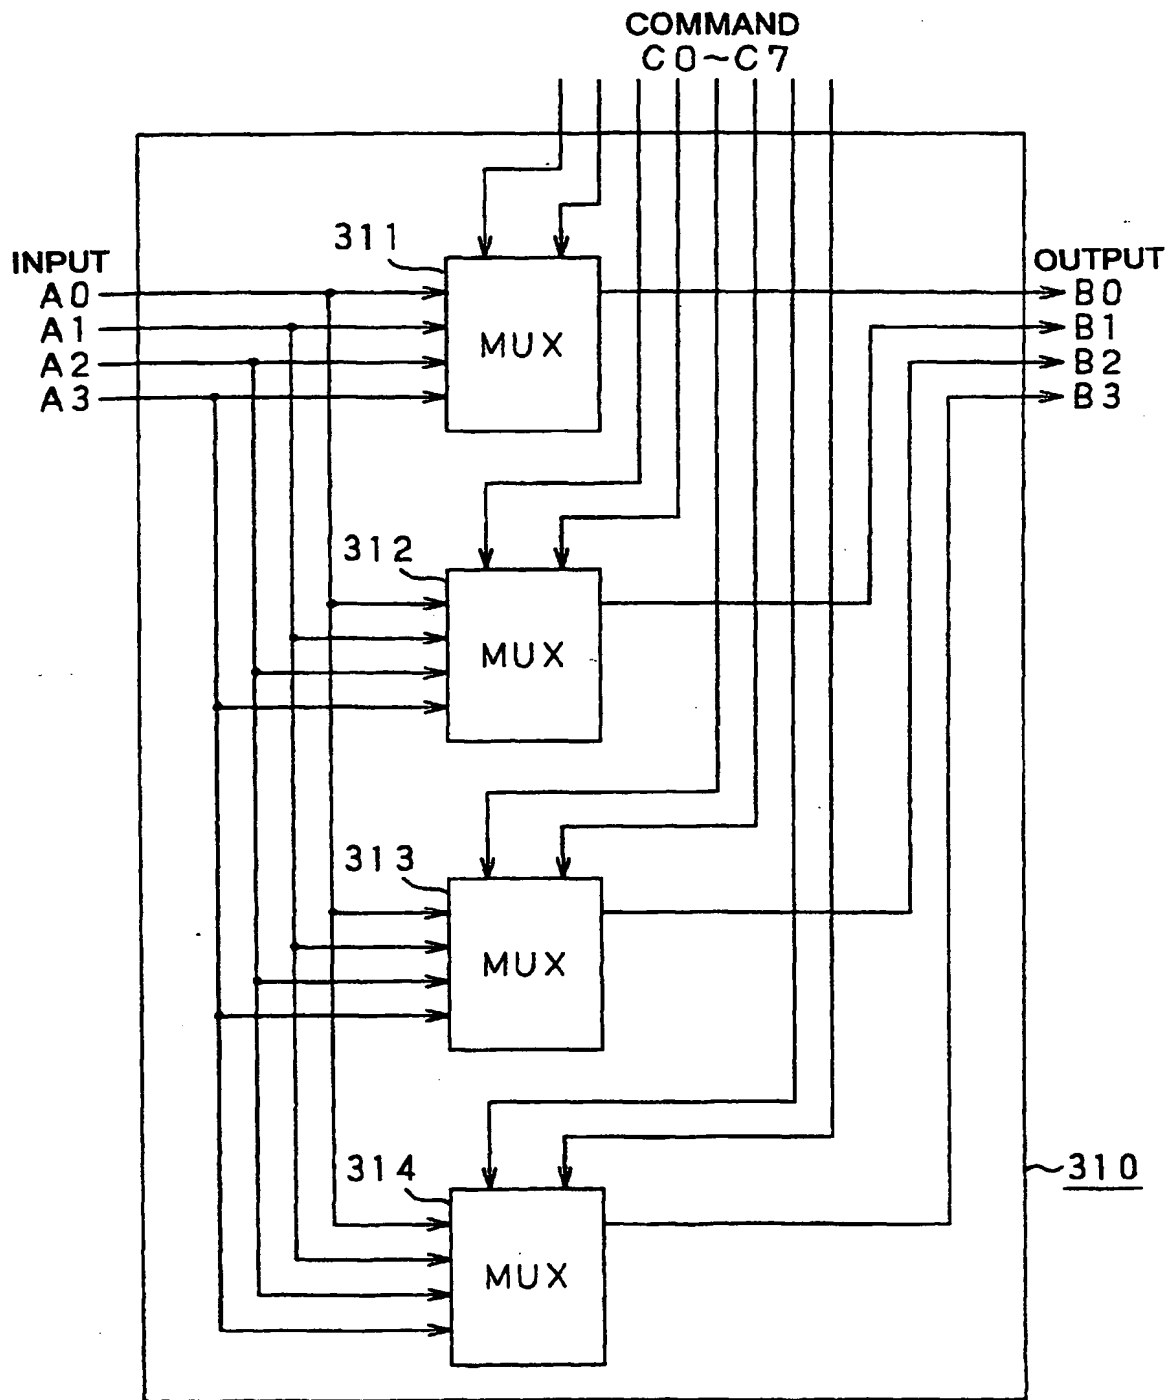 COMMAND
C0~C7
311
INPUT
A0
A1
A2
A3
MUX
OUTPUT
B0
B1
B2
B3
312
MUX
313
MUX
314
MUX
310